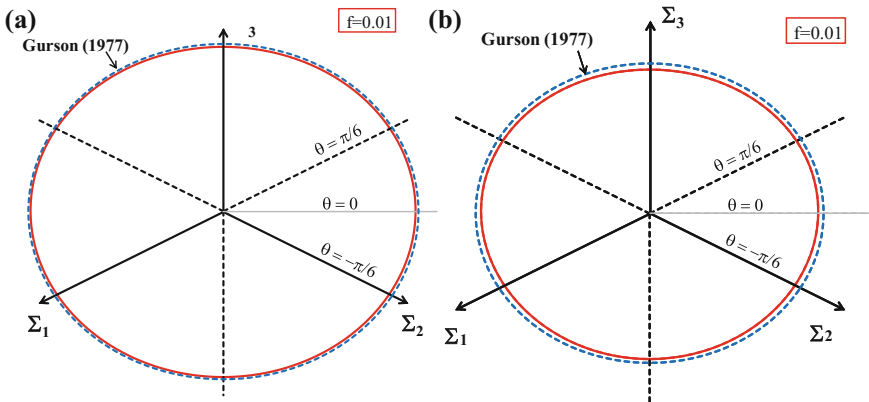 (a)
3
f=0.01
Gurson (1977)
θ = π/6
θ = 0
θ = −π/6
Σ1
Σ2
(b)
Σ3
f=0.01
Gurson (1977)
θ = π/6
θ = 0
θ = −π/6
Σ1
Σ2